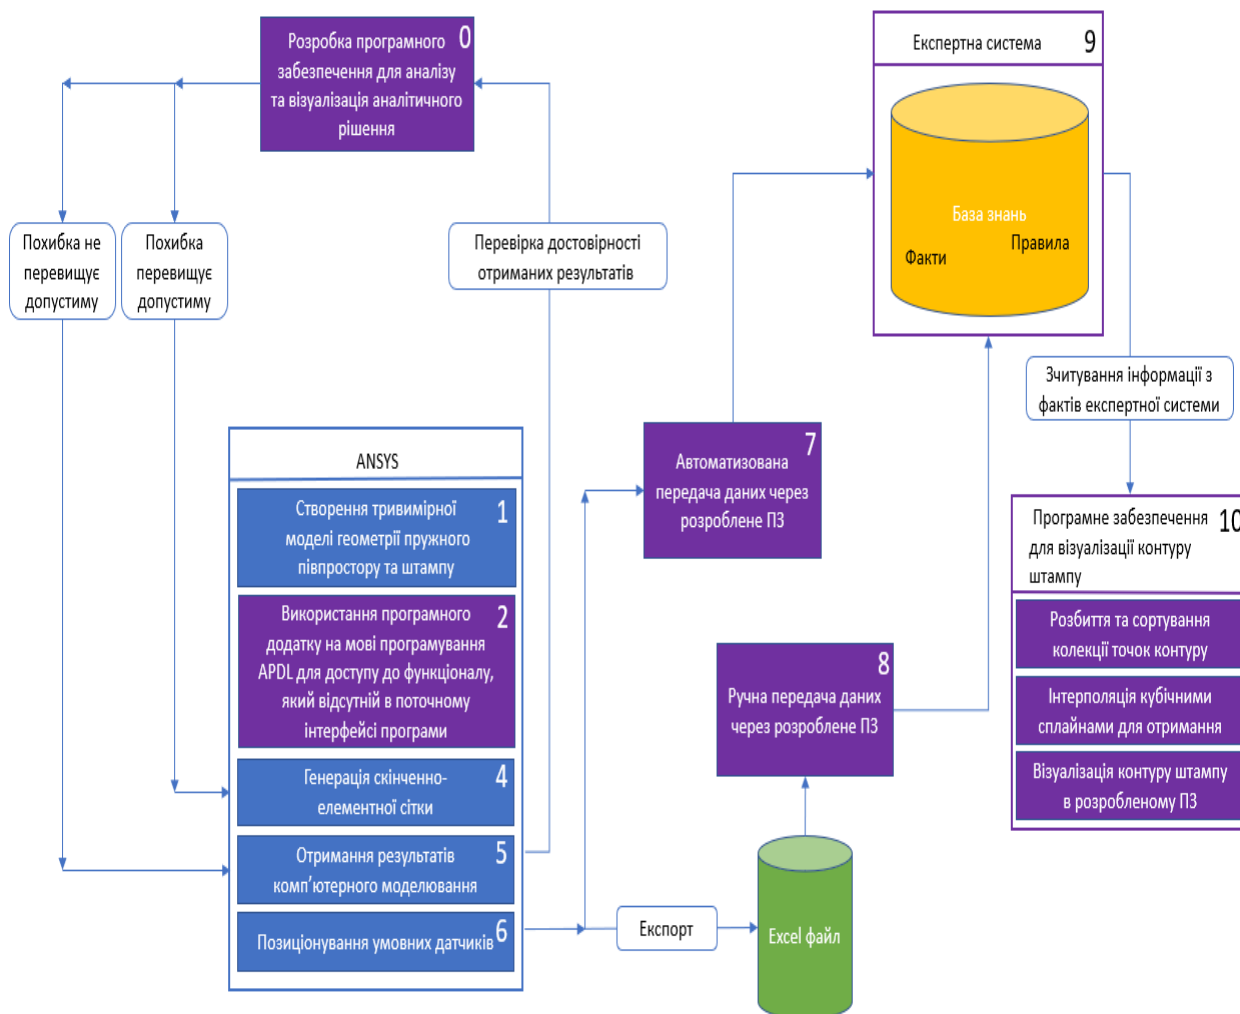 0
Розробка програмного
забезпечення для аналізу
та візуалізація аналітичного
рішення
Експертна система
9
База знань
Правила
Факти
Похибка не
перевищує
допустиму
Похибка
перевищує
допустиму
Перевірка достовірності
отриманих результатів
Зчитування інформації з
фактів експертної системи
ANSYS
1
Створення тривимірної
моделі геометрії пружного
півпростору та штампу
2
Використання програмного
додатку на мові програмування
APDL для доступу до функціоналу,
який відсутній в поточному
інтерфейсі програми
4
Генерація скінченно-
елементної сітки
5
Отримання результатів
комп’ютерного моделювання
6
Позиціонування умовних датчиків
7
Автоматизована
передача даних через
розроблене ПЗ
8
Ручна передача даних
через розроблене ПЗ
Експорт
Excel файл
10
Програмне забезпечення
для візуалізації контуру
штампу
Розбиття та сортування
колекції точок контуру
Інтерполяція кубічними
сплайнами для отримання
Візуалізація контуру штампу
в розробленому ПЗ